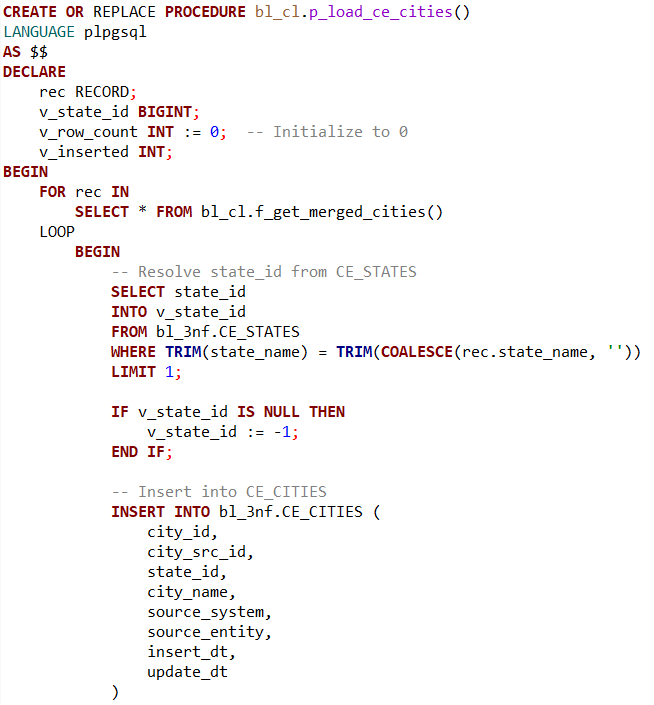 CREATE OR REPLACE PROCEDURE bl_cl.p_load_ce_cities()
LANGUAGE plpgsql
AS $$
DECLARE
    rec RECORD;
    v_state_id BIGINT;
    v_row_count INT := 0;  -- Initialize to 0
    v_inserted INT;
BEGIN
    FOR rec IN
        SELECT * FROM bl_cl.f_get_merged_cities()
    LOOP
        BEGIN
            -- Resolve state_id from CE_STATES
            SELECT state_id
            INTO v_state_id
            FROM bl_3nf.CE_STATES
            WHERE TRIM(state_name) = TRIM(COALESCE(rec.state_name, ''))
            LIMIT 1;

            IF v_state_id IS NULL THEN
                v_state_id := -1;
            END IF;

            -- Insert into CE_CITIES
            INSERT INTO bl_3nf.CE_CITIES (
                city_id,
                city_src_id,
                state_id,
                city_name,
                source_system,
                source_entity,
                insert_dt,
                update_dt
            )